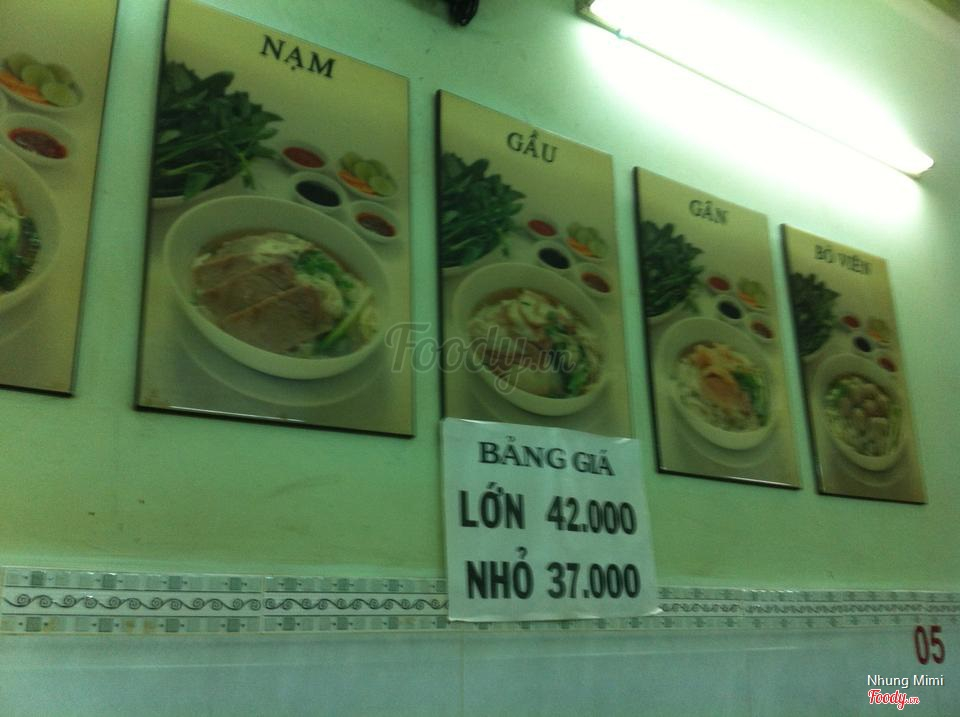 NẠM
GẦU
GÂN
BÒ VIÊN
Foody.vn
BẢNG GIÁ
LỚN 42.000
NHỎ 37.000
05
Nhung Mimi
Foody.vn